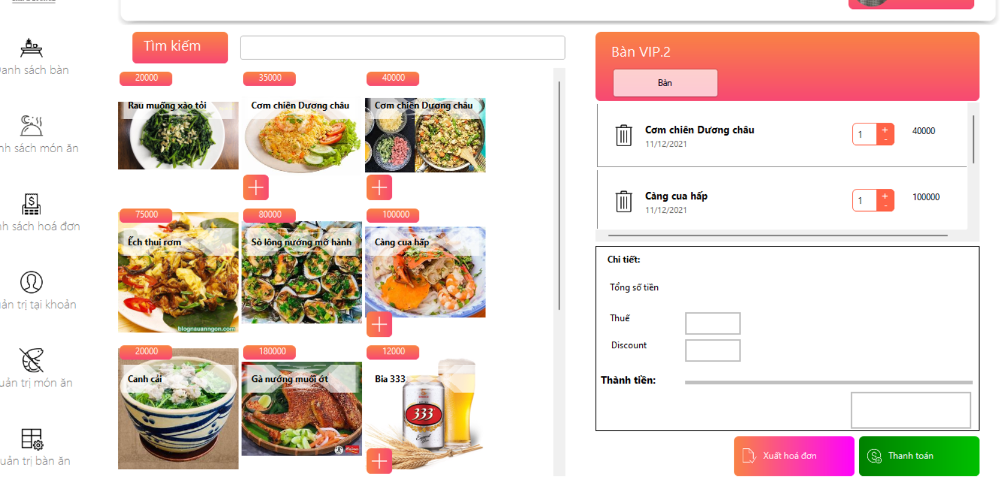 anh sách bàn
nh sách món ăn
nh sách hoá đơn
ản trị tại khoản
uản trị món ăn
uản trị bàn ăn
Tìm kiếm
20000
35000
40000
Rau muống xào tỏi
Cơm chiên Dương châu
Cơm chiên Dương châu
75000
80000
100000
Ếch thui rơm
Sò lông nướng mỡ hành
Càng cua hấp
blognauanngon.com
20000
180000
12000
Canh cải
Gà nướng muối ớt
Bia 333
333
Export
Bàn VIP.2
Bàn
Cơm chiên Dương châu
11/12/2021
1
+
-
40000
Càng cua hấp
11/12/2021
1
+
-
100000
Chi tiết:
Tổng số tiền
Thuế
Discount
Thành tiền:
Xuất hoá đơn
Thanh toán